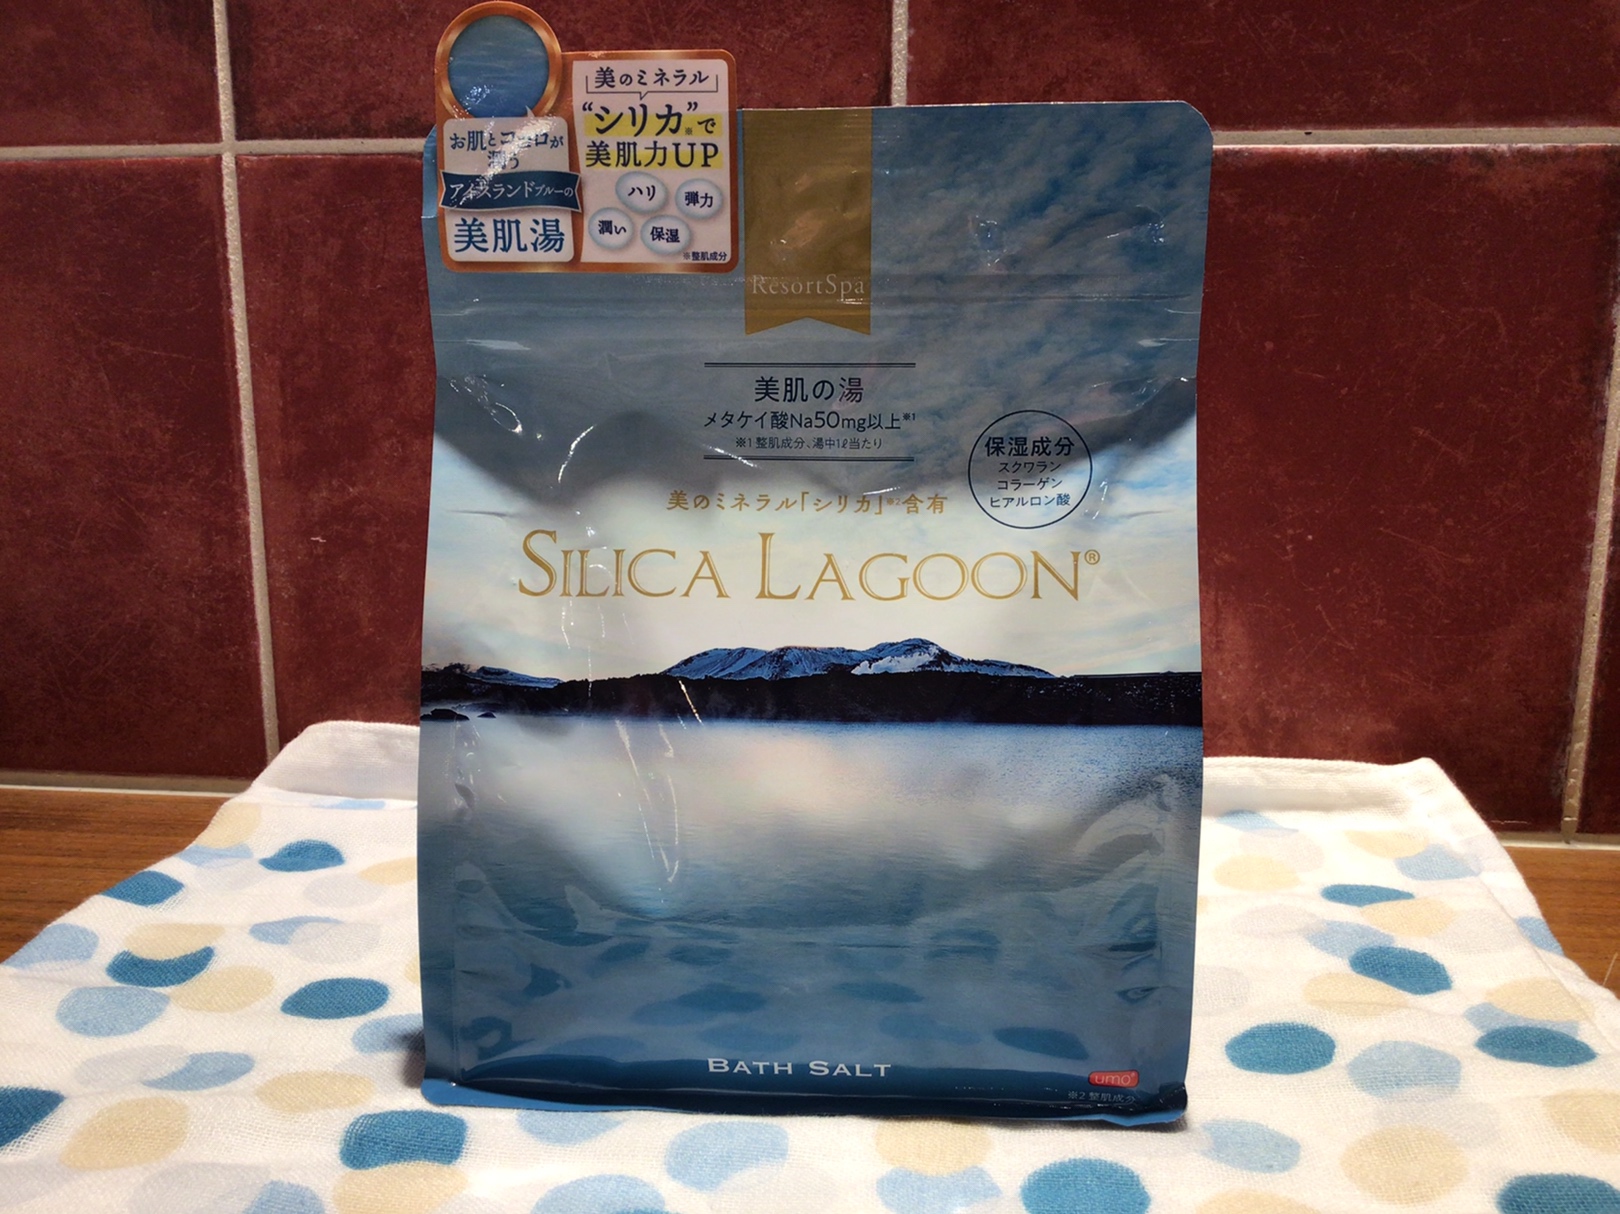 お肌とココロが
潤う
アイスランドブルーの
美肌湯
美のミネラル
“シリカ”※で
美肌力UP
ハリ
弾力
潤い
保湿
※整肌成分
ResortSpa
美肌の湯
メタケイ酸Na50mg以上※1
※1 整肌成分、湯中1ℓ当たり
保湿成分
スクワラン
コラーゲン
ヒアルロン酸
美のミネラル「シリカ」※2含有
SILICA LAGOON®
BATH SALT
umo®
※2 整肌成分